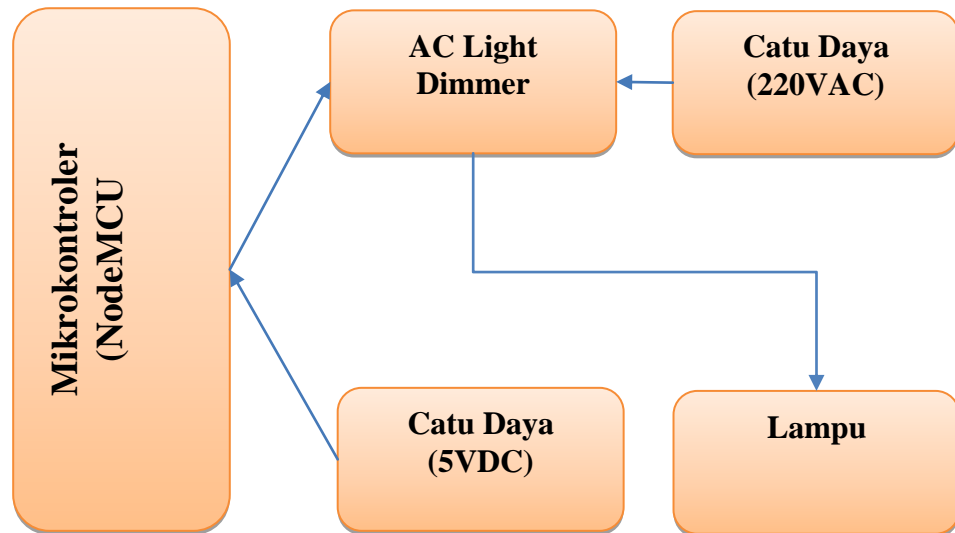 Mikrokontroler
(NodeMCU
AC Light
Dimmer
Catu Daya
(220VAC)
Catu Daya
(5VDC)
Lampu